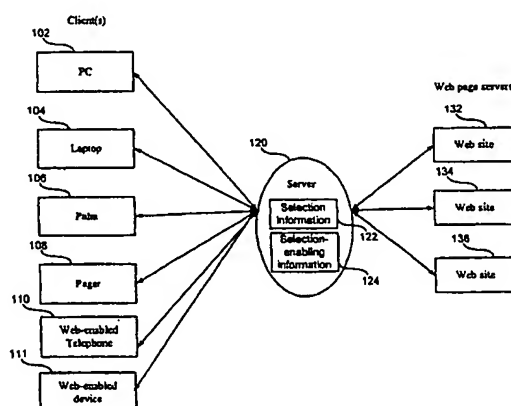 Client(s)
102
PC
104
Laptop
106
Palm
108
Pager
110
Web-enabled
Telephone
111
Web-enabled
device
120
Server
Selection
Information
122
Selection-
enabling
Information
124
Web page servers
132
Web site
134
Web site
136
Web site